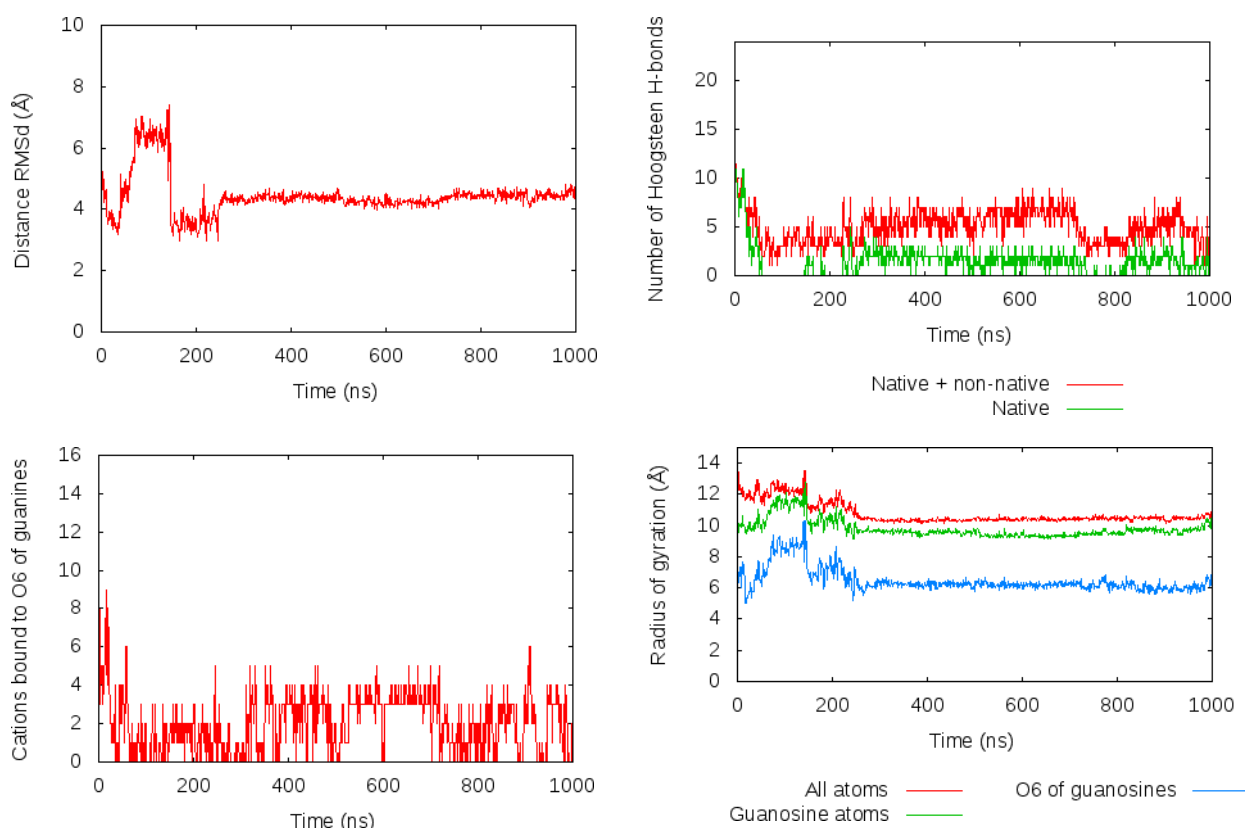 Distance RMSd (Å)
10
8
6
4
2
0
0 200 400 600 800 1000
Time (ns)
Number of Hoogsteen H-bonds
20
15
10
5
0
0 200 400 600 800 1000
Time (ns)
Native + non-native
Native
Cations bound to O6 of guanines
16
14
12
10
8
6
4
2
0
0 200 400 600 800 1000
Time (ns)
Radius of gyration (Å)
14
12
10
8
6
4
2
0
0 200 400 600 800 1000
Time (ns)
All atoms
Guanosine atoms
O6 of guanosines